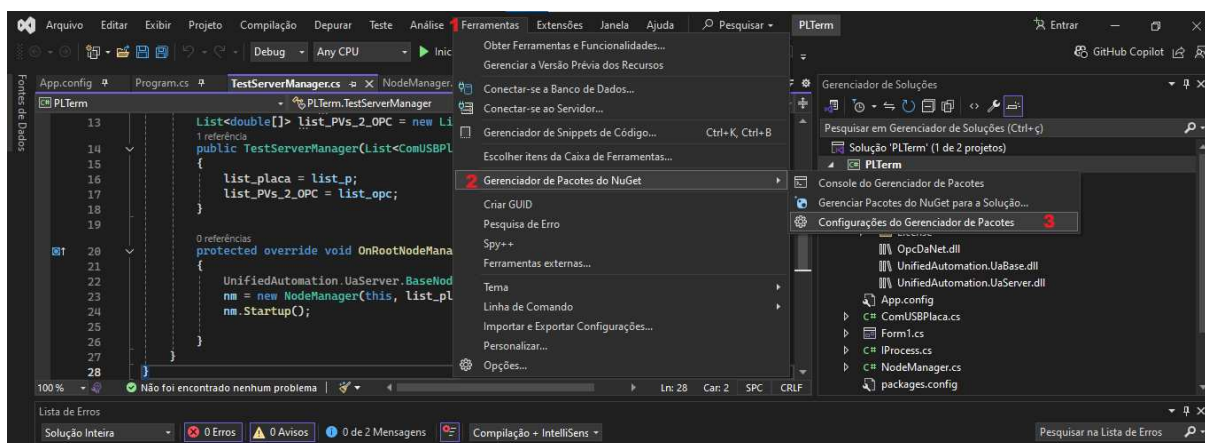 Arquivo Editar Exibir Projeto Compilação Depurar Teste Análise 1 Ferramentas Extensões Janela Ajuda Pesquisar PLTerm Entrar
Debug Any CPU Inic GitHub Copilot
Fontes de Dados
App.config Program.cs TestServerManager.cs NodeManager.
PLTerm PLTerm.TestServerManager
13 List<double[]> list_PVs_2_OPC = new Li
1 referência
14 public TestServerManager(List<ComUSBPl
15 {
16 list_placa = list_p;
17 list_PVs_2_OPC = list_opc;
18 }
19
0 referências
20 protected override void OnRootNodeMana
21 {
22 UnifiedAutomation.UaServer.BaseNod
23 nm = new NodeManager(this, list_pl
24 nm.Startup();
25
26 }
27 }
28 }
100 % Não foi encontrado nenhum problema Ln: 28 Car: 2 SPC CRLF
Obter Ferramentas e Funcionalidades...
Gerenciar a Versão Prévia dos Recursos
Conectar-se a Banco de Dados...
Conectar-se ao Servidor...
Gerenciador de Snippets de Código... Ctrl+K, Ctrl+B
Escolher itens da Caixa de Ferramentas...
2 Gerenciador de Pacotes do NuGet
Criar GUID
Pesquisa de Erro
Spy++
Ferramentas externas...
Tema
Linha de Comando
Importar e Exportar Configurações...
Personalizar...
Opções...
Console do Gerenciador de Pacotes
Gerenciar Pacotes do NuGet para a Solução...
Configurações do Gerenciador de Pacotes 3
Gerenciador de Soluções
Pesquisar em Gerenciador de Soluções (Ctrl+ç)
Solução 'PLTerm' (1 de 2 projetos)
PLTerm
License
OpcDaNet.dll
UnifiedAutomation.UaBase.dll
UnifiedAutomation.UaServer.dll
App.config
C# ComUSBPlaca.cs
Form1.cs
C# IProcess.cs
C# NodeManager.cs
packages.config
Lista de Erros
Solução Inteira 0 Erros 0 Avisos 0 de 2 Mensagens Compilação + IntelliSens Pesquisar na Lista de Erros